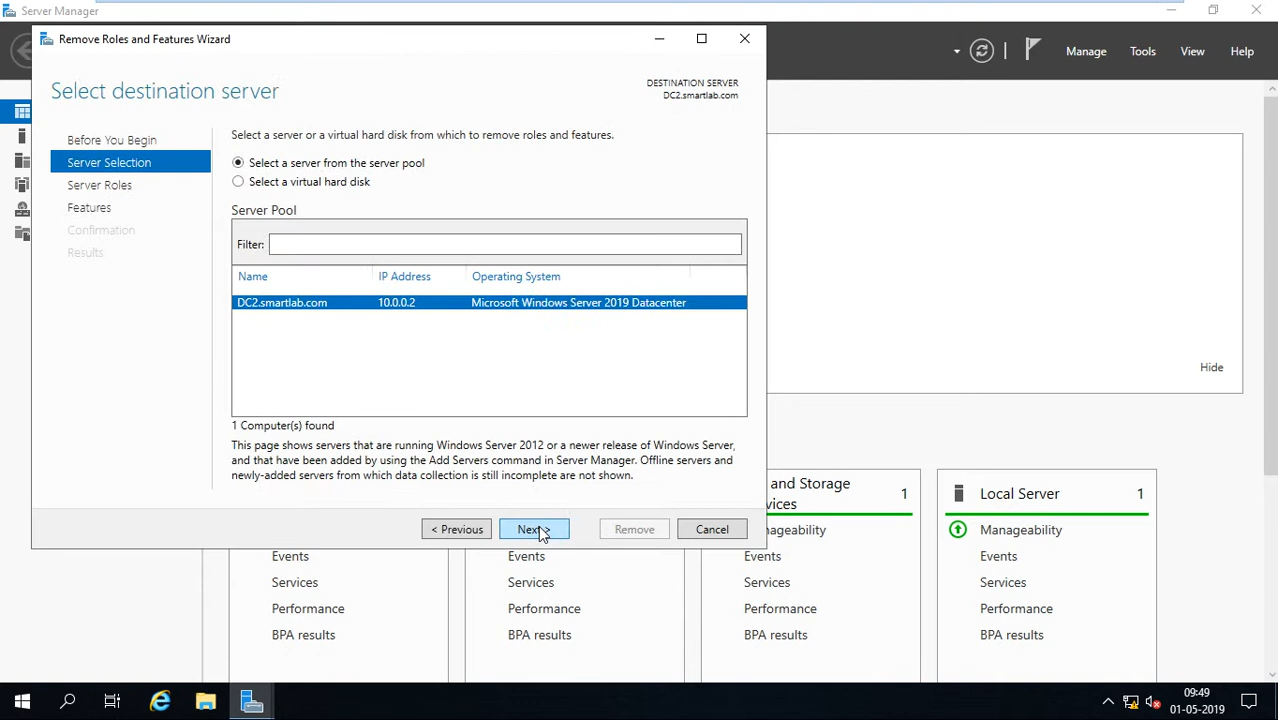 Server Manager
Remove Roles and Features Wizard
Manage
Tools
View
Help
Select destination server
DESTINATION SERVER
DC2.smartlab.com
Before You Begin
Server Selection
Server Roles
Features
Confirmation
Results
Select a server or a virtual hard disk from which to remove roles and features.
Select a server from the server pool
Select a virtual hard disk
Server Pool
Filter:
Name IP Address Operating System
DC2.smartlab.com 10.0.0.2 Microsoft Windows Server 2019 Datacenter
1 Computer(s) found
This page shows servers that are running Windows Server 2012 or a newer release of Windows Server,
and that have been added by using the Add Servers command in Server Manager. Offline servers and
newly-added servers from which data collection is still incomplete are not shown.
< Previous
Next >
Remove
Cancel
Hide
Events
Services
Performance
BPA results
Events
Services
Performance
BPA results
and Storage 1
Events
Services
Performance
BPA results
Local Server 1
Manageability
Events
Services
Performance
BPA results
09:49
01-05-2019